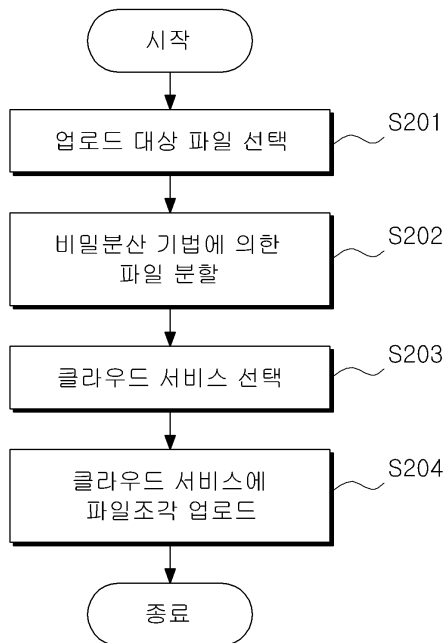 시작
업로드 대상 파일 선택
S201
비밀분산 기법에 의한
파일 분할
S202
클라우드 서비스 선택
S203
클라우드 서비스에
파일조각 업로드
S204
종료